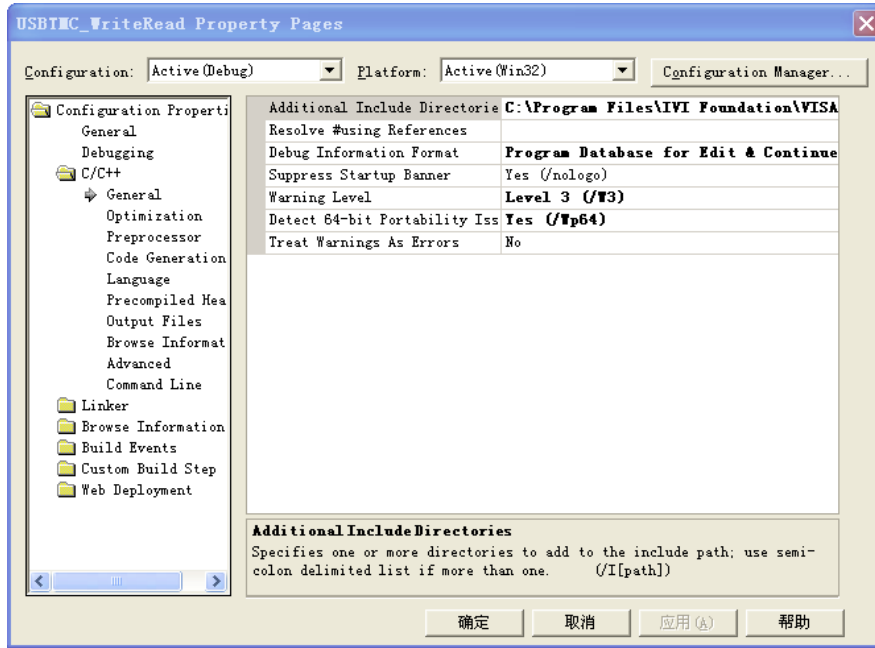 USBTMC_WriteRead Property Pages
Configuration: Active(Debug) Platform: Active(Win32) Configuration Manager...
Configuration Properti
General
Debugging
C/C++
General
Optimization
Preprocessor
Code Generation
Language
Precompiled Hea
Output Files
Browse Informat
Advanced
Command Line
Linker
Browse Information
Build Events
Custom Build Step
Web Deployment
Additional Include Directorie C:\Program Files\IVI Foundation\VISA
Resolve #using References
Debug Information Format Program Database for Edit & Continue
Suppress Startup Banner Yes (/nologo)
Warning Level Level 3 (/W3)
Detect 64-bit Portability Iss Yes (/Wp64)
Treat Warnings As Errors No
Additional Include Directories
Specifies one or more directories to add to the include path; use semi-
colon delimited list if more than one. (/I[path])
确定 取消 应用(A) 帮助